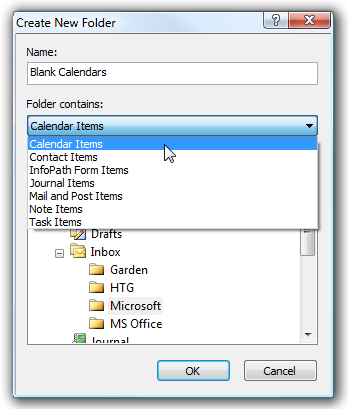 Create New Folder
Name:
Blank Calendars
Folder contains:
Calendar Items
Calendar Items
Contact Items
InfoPath Form Items
Journal Items
Mail and Post Items
Note Items
Task Items
Drafts
Inbox
Garden
HTG
Microsoft
MS Office
Journal
OK Cancel